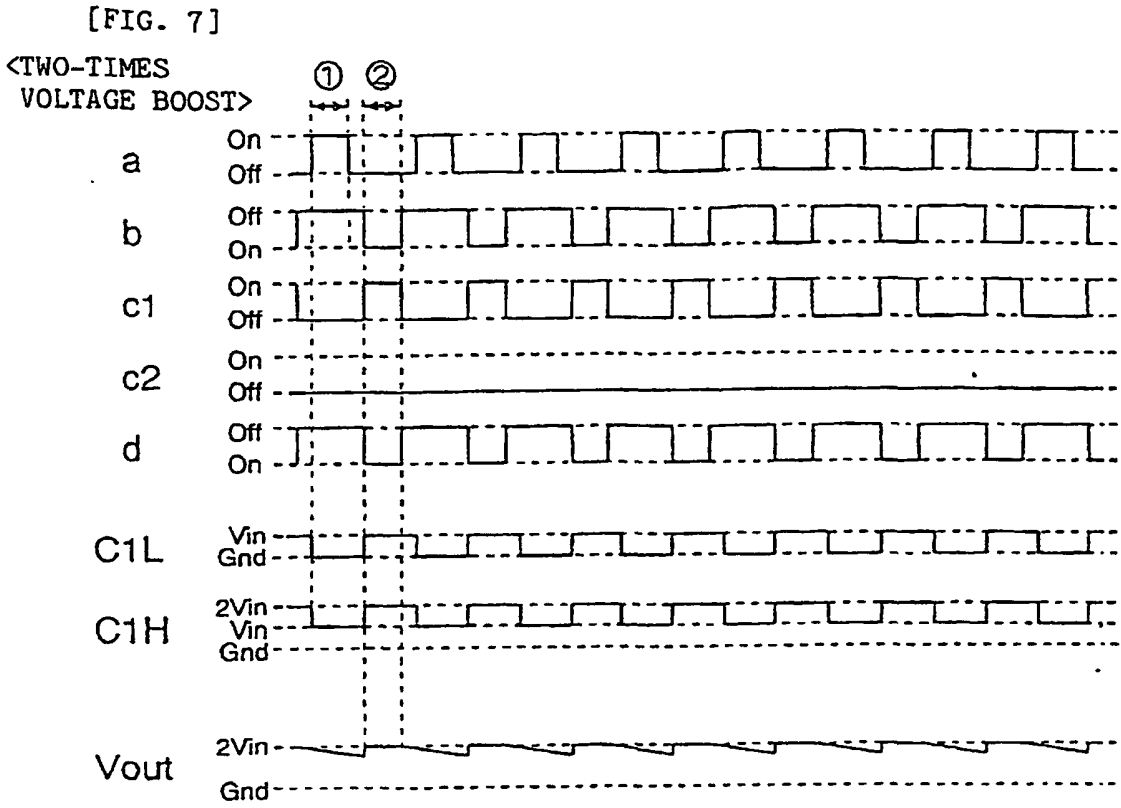 [FIG. 7]
<TWO-TIMES
VOLTAGE BOOST>
① ②
a
On
Off
b
Off
On
c1
On
Off
c2
On
Off
d
Off
On
C1L
Vin
Gnd
C1H
2Vin
Vin
Gnd
Vout
2Vin
Gnd